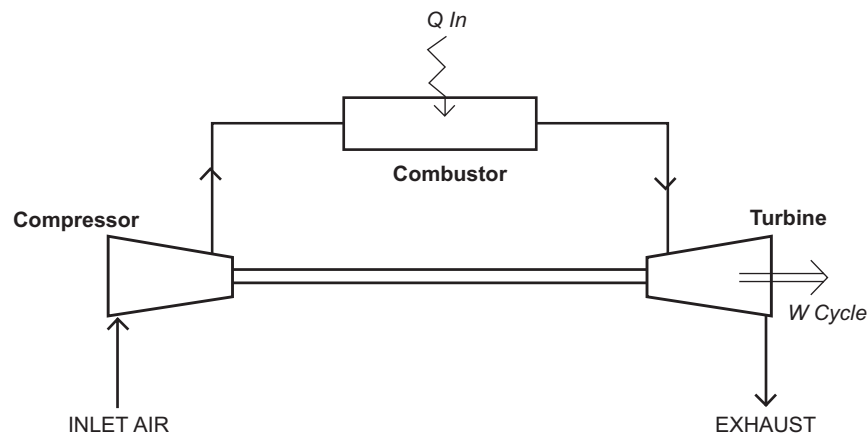 Q In
Combustor
Compressor
Turbine
W Cycle
INLET AIR
EXHAUST